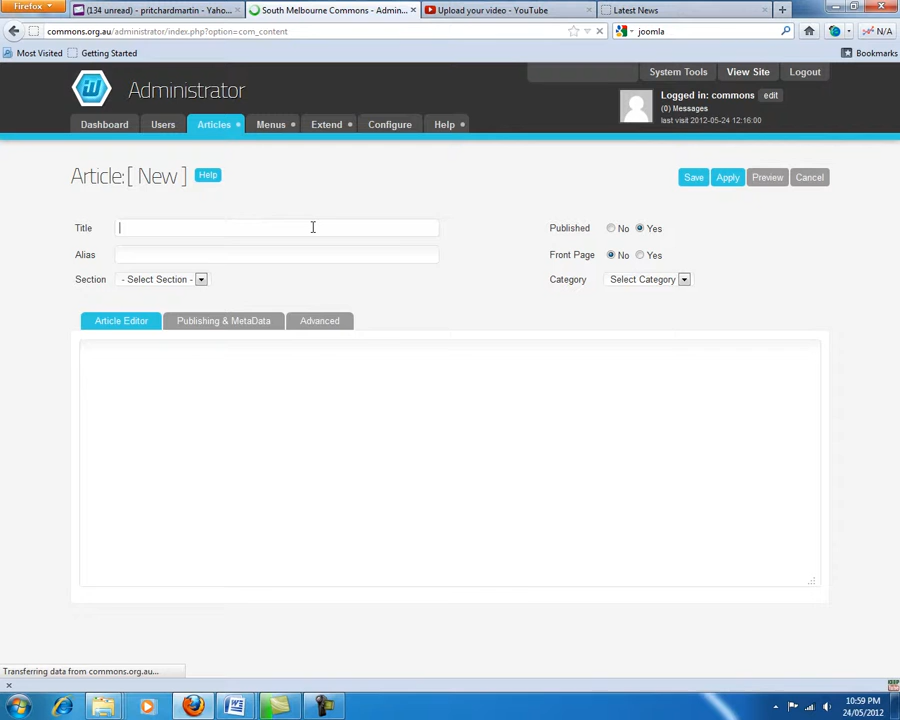 Firefox
(134 unread) - pritchardmartin - Yaho...
South Melbourne Commons - Admin...
Upload your video - YouTube
Latest News
commons.org.au/administrator/index.php?option=com_content
joomla
N/A
Most Visited
Getting Started
Bookmarks
Administrator
System Tools
View Site
Logout
Logged in: commons
edit
(0) Messages
last visit 2012-05-24 12:16:00
Dashboard
Users
Articles
Menus
Extend
Configure
Help
Article:[ New ]
Help
Save
Apply
Preview
Cancel
Title
Published
No
Yes
Alias
Front Page
No
Yes
Section
- Select Section -
Category
Select Category
Article Editor
Publishing & MetaData
Advanced
Transferring data from commons.org.au...
10:59 PM
24/05/2012